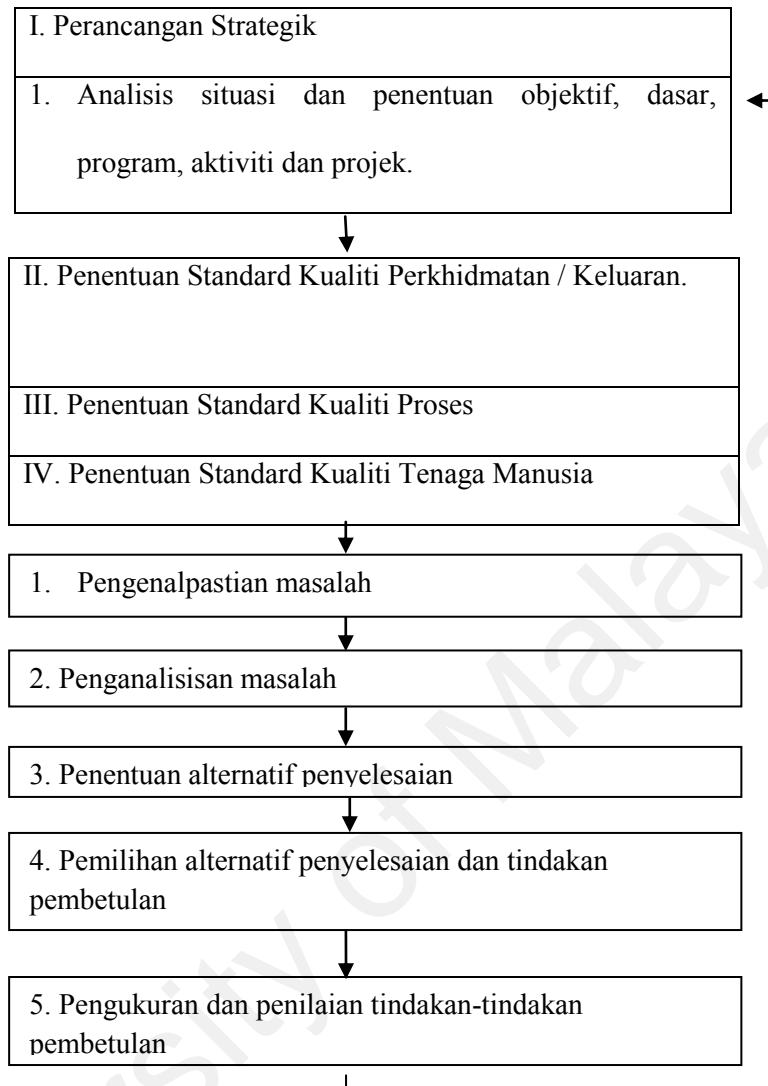 I. Perancangan Strategik
1. Analisis situasi dan penentuan objektif, dasar,
program, aktiviti dan projek.
II. Penentuan Standard Kualiti Perkhidmatan / Keluaran.
III. Penentuan Standard Kualiti Proses
IV. Penentuan Standard Kualiti Tenaga Manusia
1. Pengenalpastian masalah
2. Penganalisisan masalah
3. Penentuan alternatif penyelesaian
4. Pemilihan alternatif penyelesaian dan tindakan
pembetulan
5. Pengukuran dan penilaian tindakan-tindakan
pembetulan
of Malaya